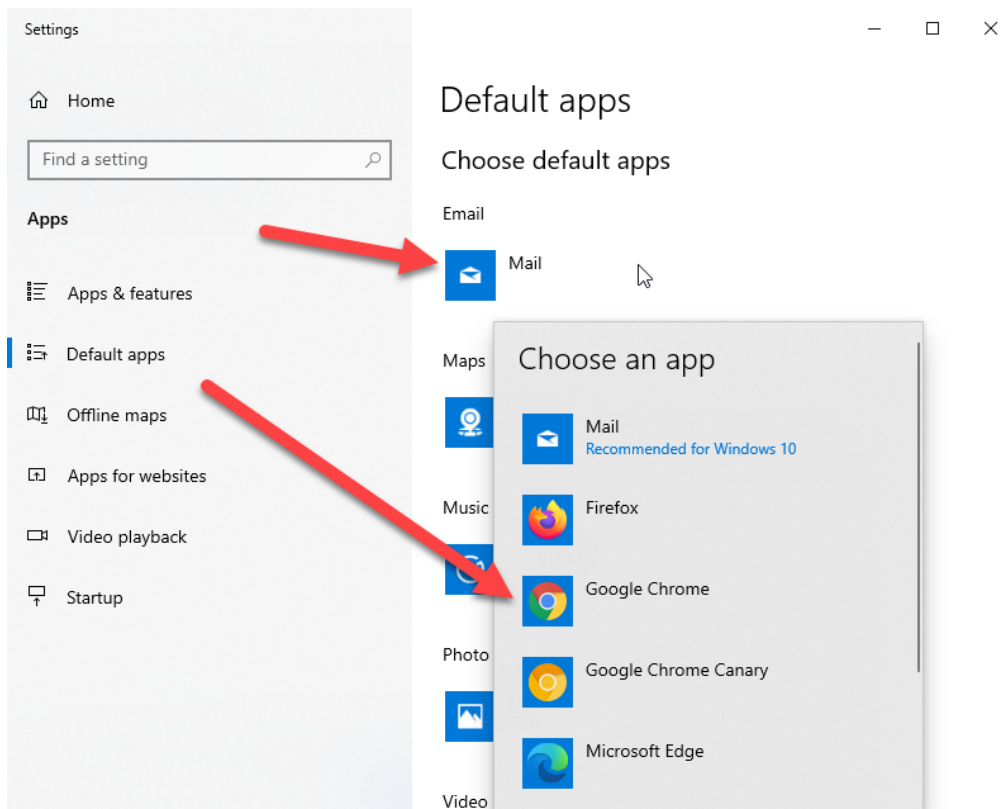 Settings
Home
Find a setting
Apps
Apps & features
Default apps
Offline maps
Apps for websites
Video playback
Startup
Default apps
Choose default apps
Email
Mail
Maps
Music
Photo
Video
Choose an app
Mail
Recommended for Windows 10
Firefox
Google Chrome
Google Chrome Canary
Microsoft Edge